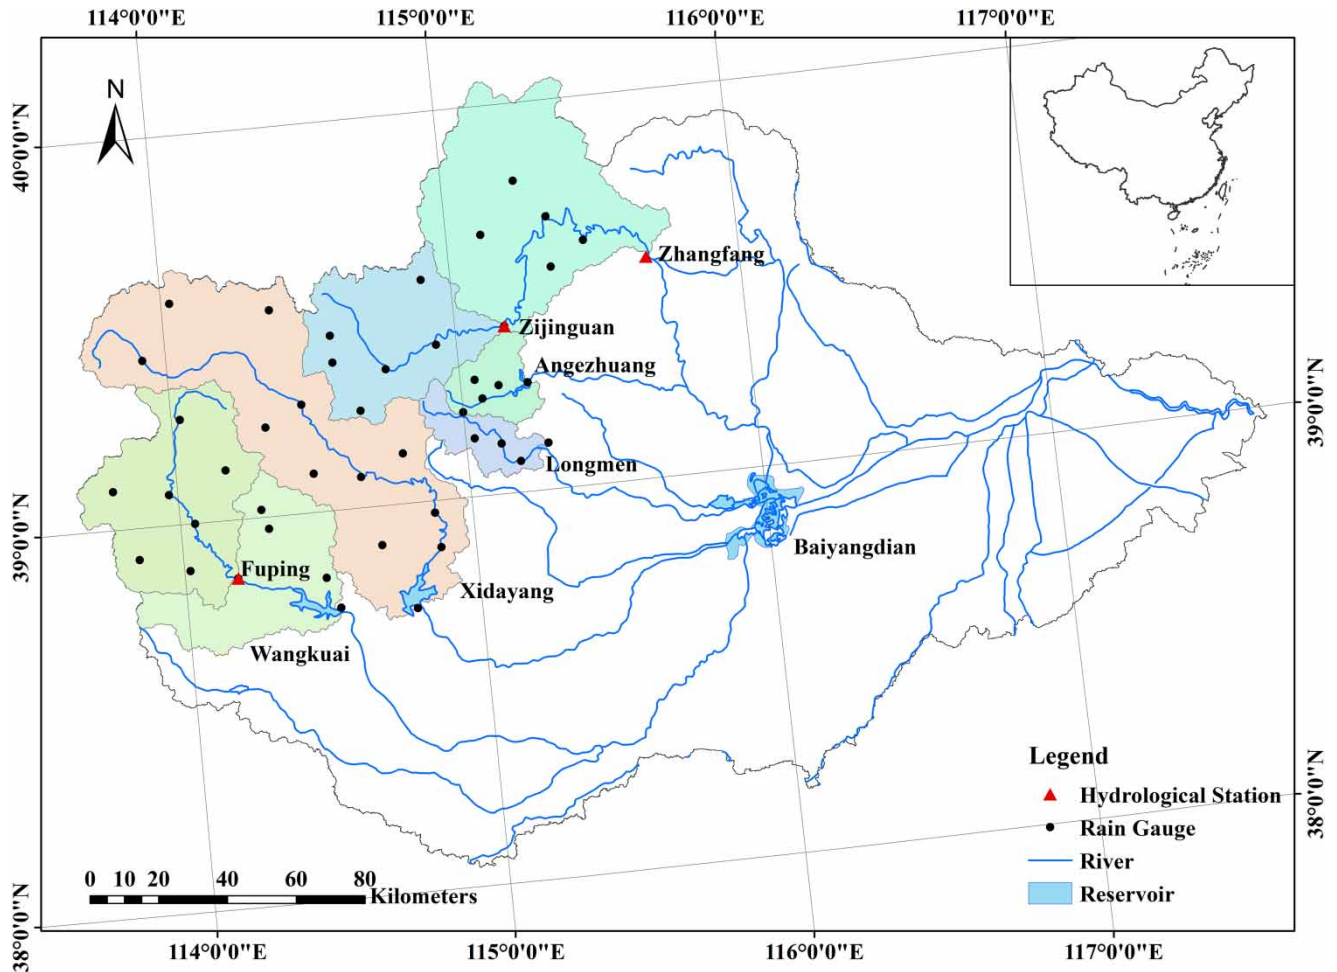 114°0'0"E 115°0'0"E 116°0'0"E 117°0'0"E
N
40°0'0"N
39°0'0"N
38°0'0"N
39°0'0"N
38°0'0"N
Zhangfang
Zijinguan
Angezhuang
Longmen
Baiyangdian
Fuping
Xidayang
Wangkuai
Legend
Hydrological Station
Rain Gauge
River
Reservoir
0 10 20 40 60 80
Kilometers
114°0'0"E 115°0'0"E 116°0'0"E 117°0'0"E